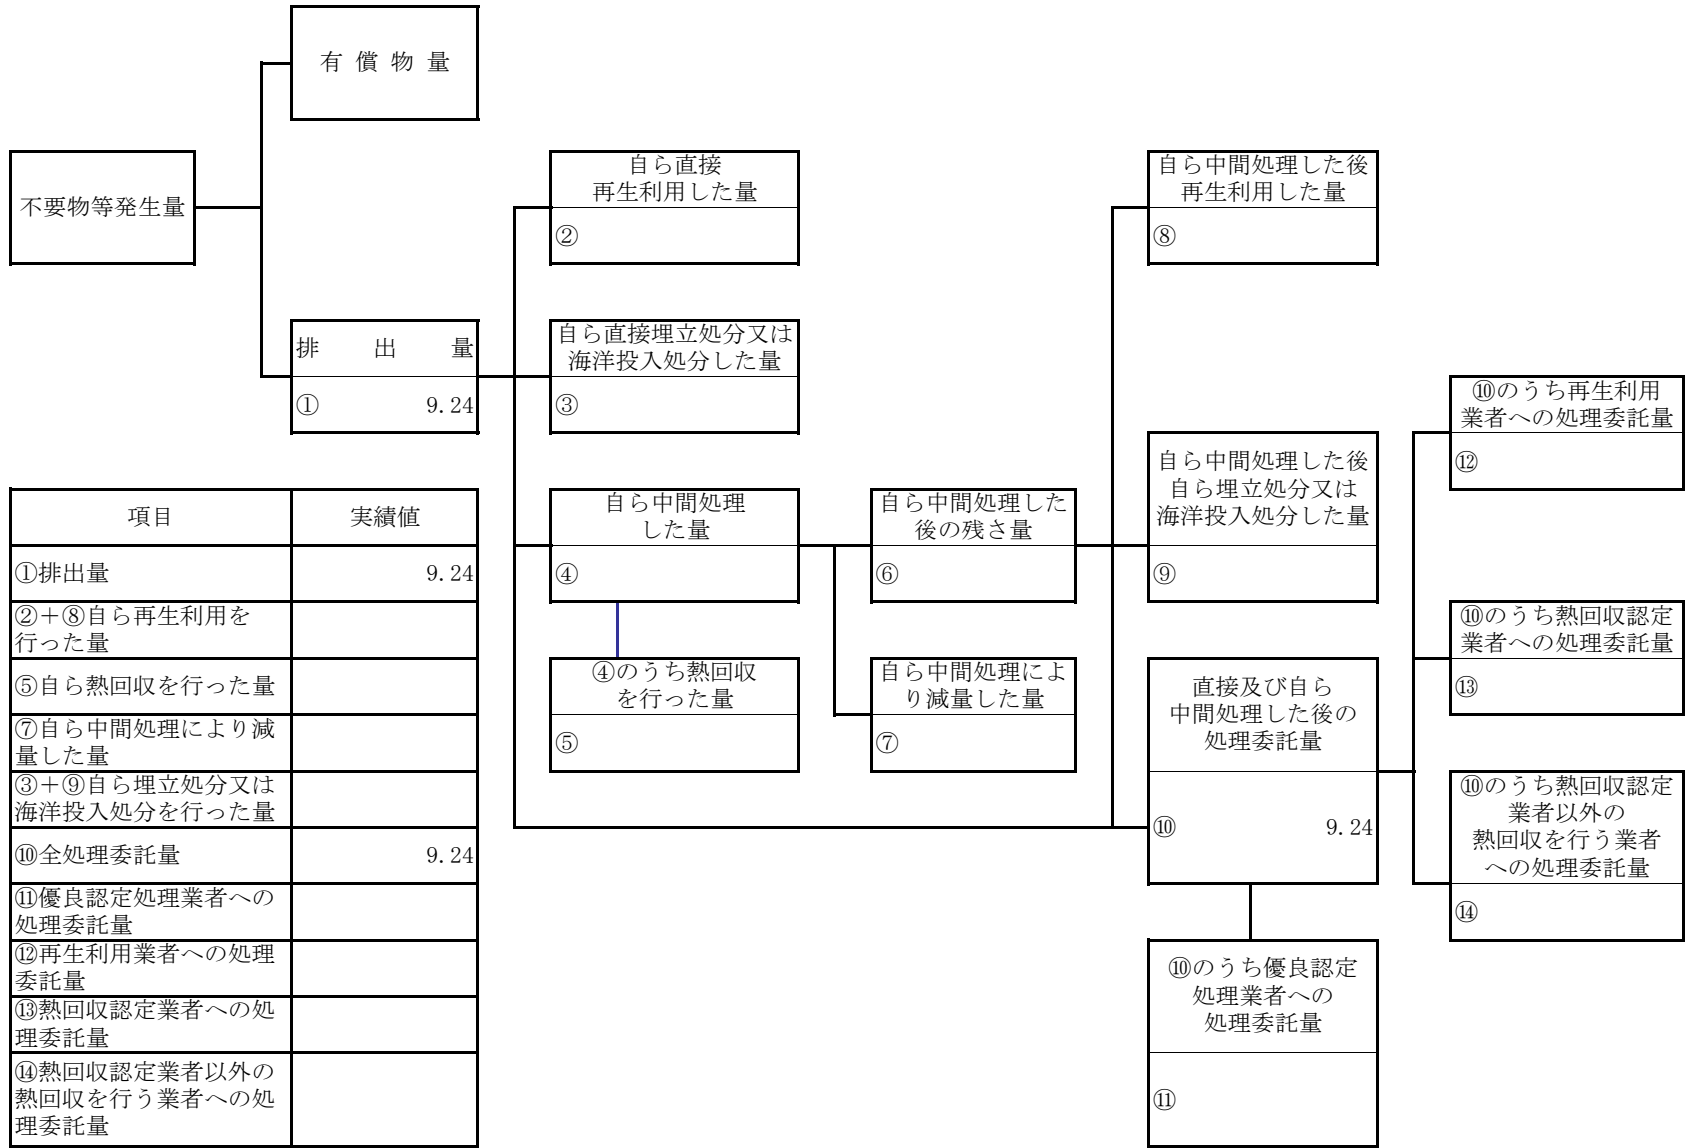 有償物量
不要物等発生量
自ら直接
再生利用した量
②
自ら中間処理した後
再生利用した量
⑧
排出量
① 9.24
自ら直接埋立処分又は
海洋投入処分した量
③
⑩のうち再生利用
業者への処理委託量
⑫
自ら中間処理した後
自ら埋立処分又は
海洋投入処分した量
⑨
自ら中間処理
した量
④
自ら中間処理した
後の残さ量
⑥
⑩のうち熱回収認定
業者への処理委託量
⑬
④のうち熱回収
を行った量
⑤
自ら中間処理によ
り減量した量
⑦
直接及び自ら
中間処理した後の
処理委託量
⑩ 9.24
⑩のうち熱回収認定
業者以外の
熱回収を行う業者
への処理委託量
⑭
⑩のうち優良認定
処理業者への
処理委託量
⑪
項目 実績値
①排出量 9.24
②＋⑧自ら再生利用を
行った量
⑤自ら熱回収を行った量
⑦自ら中間処理により減
量した量
③＋⑨自ら埋立処分又は
海洋投入処分を行った量
⑩全処理委託量 9.24
⑪優良認定処理業者への
処理委託量
⑫再生利用業者への処理
委託量
⑬熱回収認定業者への処
理委託量
⑭熱回収認定業者以外の
熱回収を行う業者への処
理委託量